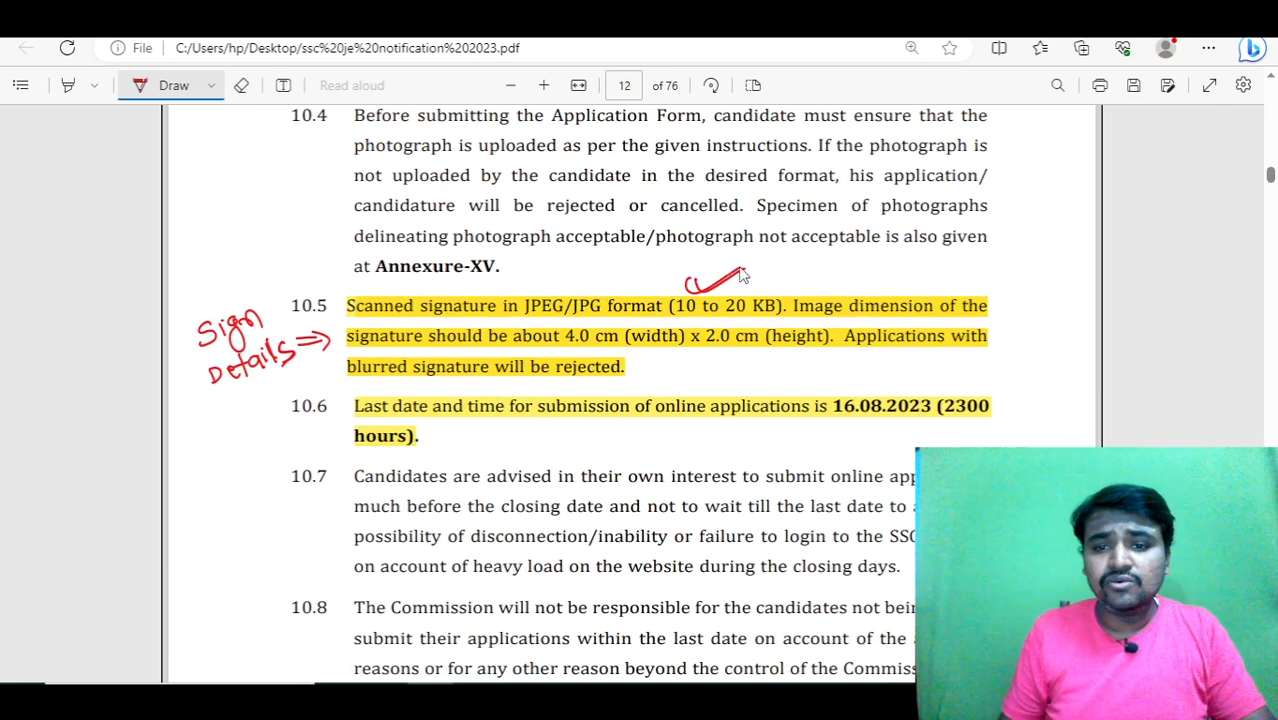 File C:/Users/hp/Desktop/ssc%20je%20notification%202023.pdf
Draw Read aloud 12 of 76
10.4 Before submitting the Application Form, candidate must ensure that the
photograph is uploaded as per the given instructions. If the photograph is
not uploaded by the candidate in the desired format, his application/
candidature will be rejected or cancelled. Specimen of photographs
delineating photograph acceptable/photograph not acceptable is also given
at Annexure-XV.
10.5 Scanned signature in JPEG/JPG format (10 to 20 KB). Image dimension of the
signature should be about 4.0 cm (width) x 2.0 cm (height). Applications with
blurred signature will be rejected.
Sign
Details
10.6 Last date and time for submission of online applications is 16.08.2023 (2300
hours).
10.7 Candidates are advised in their own interest to submit online app
much before the closing date and not to wait till the last date to a
possibility of disconnection/inability or failure to login to the SSC
on account of heavy load on the website during the closing days.
10.8 The Commission will not be responsible for the candidates not bein
submit their applications within the last date on account of the a
reasons or for any other reason beyond the control of the Commiss